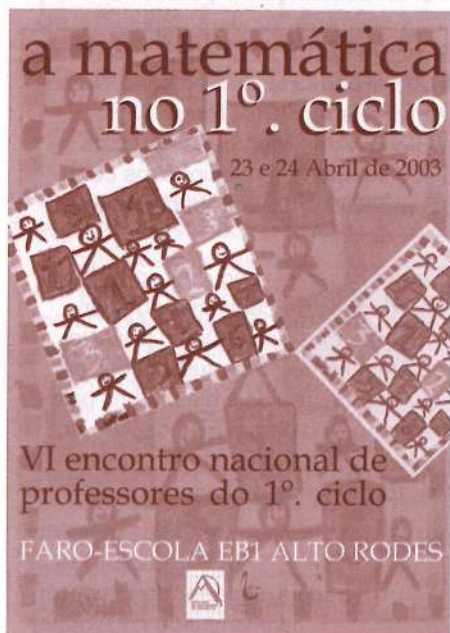 a matemática
no 1º. ciclo
23 e 24 Abril de 2003
VI encontro nacional de
professores do 1º. ciclo
FARO-ESCOLA EB1 ALTO RODES